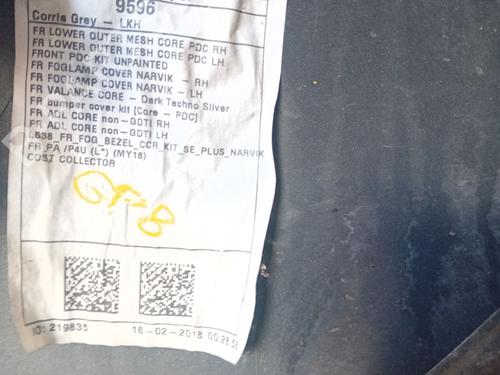 9596
Corris Grey – LKH
FR LOWER OUTER MESH CORE PDC RH
FR LOWER OUTER MESH CORE PDC LH
FRONT PDC KIT UNPAINTED
FR FOGLAMP COVER NARVIK - RH
FR FOGLAMP COVER NARVIK - LH
FR VALANCE CORE - Dark Techno Silver
FR bumper cover kit [Core - PDC]
FR ADL CORE non-GDTi RH
FR ADL CORE non-GDTi LH
L538_FR_FOG_BEZEL_CCR_KIT_SE_PLUS_NARVIK
FR_PA /P4U (L*) (MY18)
COST COLLECTOR
ID: 219835 16-02-2018 00:28:58